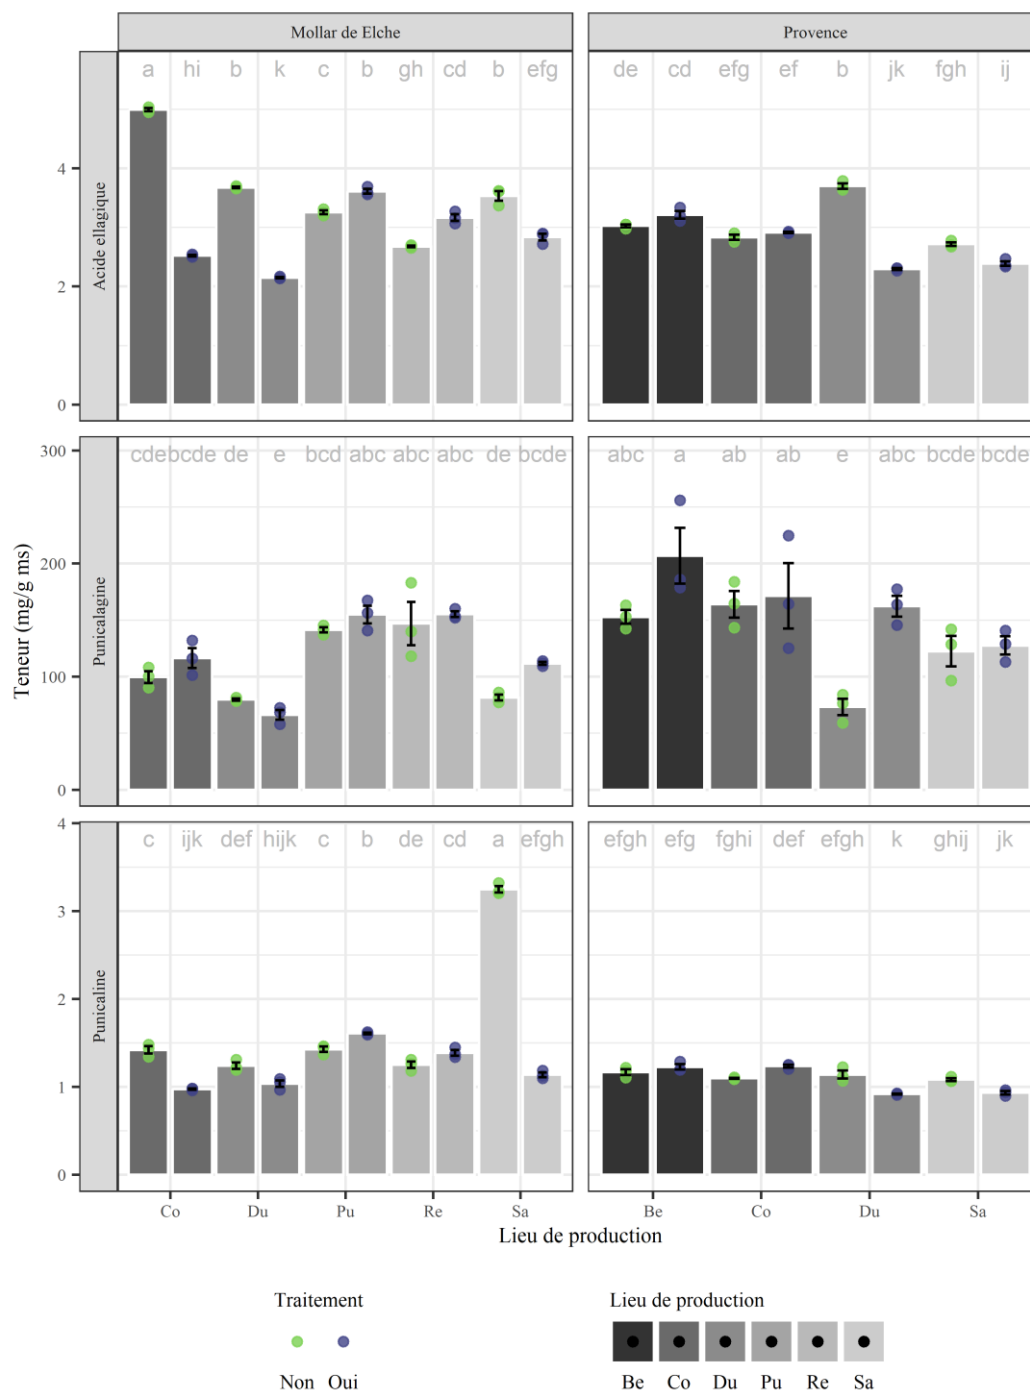 Mollar de Elche Provence
a hi b k c b gh cd b efg de cd efg ef b jk fgh ij
4
2
0
Acide ellagique
300
cde bcde de e bcd abc abc abc de bcde abc a ab ab e abc bcde bcde
200
100
0
Punicalagine
Teneur (mg/g ms)
4
c ijk def hijk c b de cd a efgh efgh efg fghi def efgh k ghij jk
3
2
1
0
Punicaline
Co Du Pu Re Sa Be Co Du Sa
Lieu de production
Traitement Lieu de production
Non Oui Be Co Du Pu Re Sa